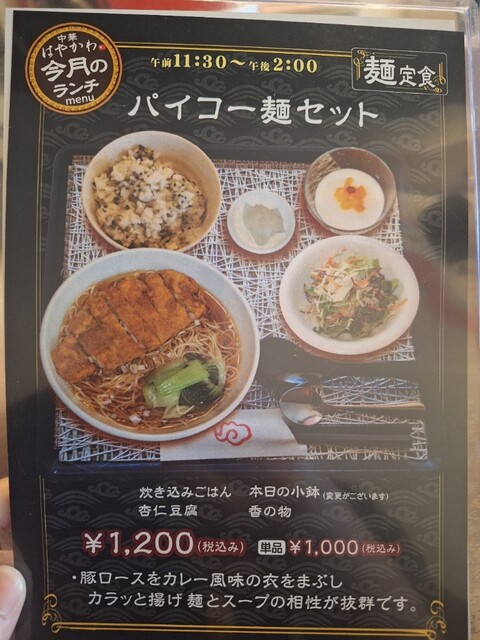 中華
はやかわ
今月の
ランチ
menu
午前11:30～午後2:00
麺定食
パイコー麺セット
炊き込みごはん 本日の小鉢(変更がございます)
杏仁豆腐 香の物
￥1,200(税込み) 単品￥1,000(税込み)
・豚ロースをカレー風味の衣をまぶし
カラッと揚げ麺とスープの相性が抜群です。